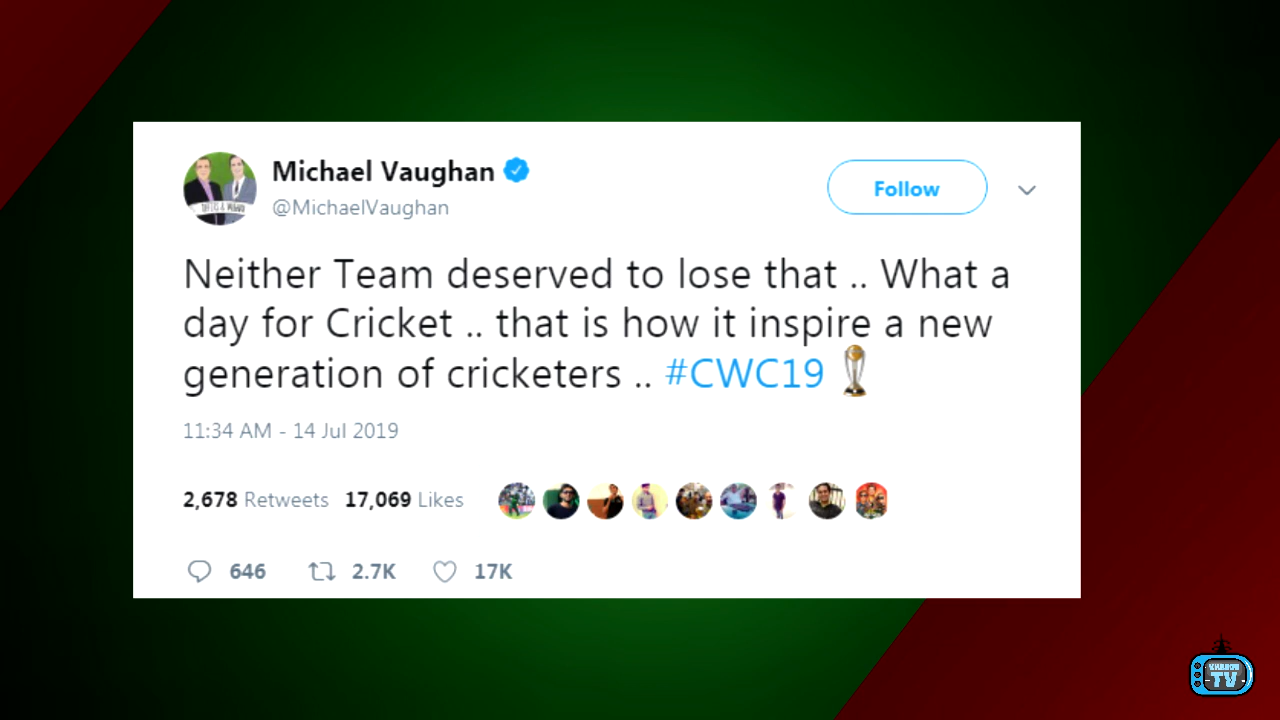 Michael Vaughan
@MichaelVaughan
Follow
Neither Team deserved to lose that .. What a
day for Cricket .. that is how it inspire a new
generation of cricketers .. #CWC19
11:34 AM - 14 Jul 2019
2,678 Retweets 17,069 Likes
646 2.7K 17K
TV